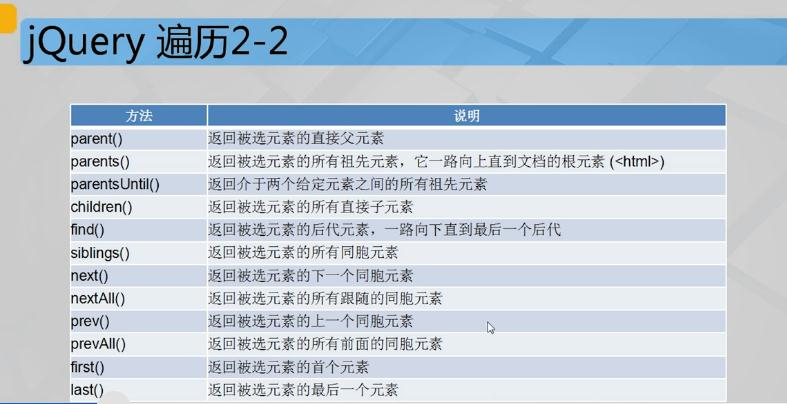 jQuery 遍历2-2
方法 说明
parent() 返回被选元素的直接父元素
parents() 返回被选元素的所有祖先元素，它一路向上直到文档的根元素 (<html>)
parentsUntil() 返回介于两个给定元素之间的所有祖先元素
children() 返回被选元素的所有直接子元素
find() 返回被选元素的后代元素，一路向下直到最后一个后代
siblings() 返回被选元素的所有同胞元素
next() 返回被选元素的下一个同胞元素
nextAll() 返回被选元素的所有跟随的同胞元素
prev() 返回被选元素的上一个同胞元素
prevAll() 返回被选元素的所有前面的同胞元素
first() 返回被选元素的首个元素
last() 返回被选元素的最后一个元素